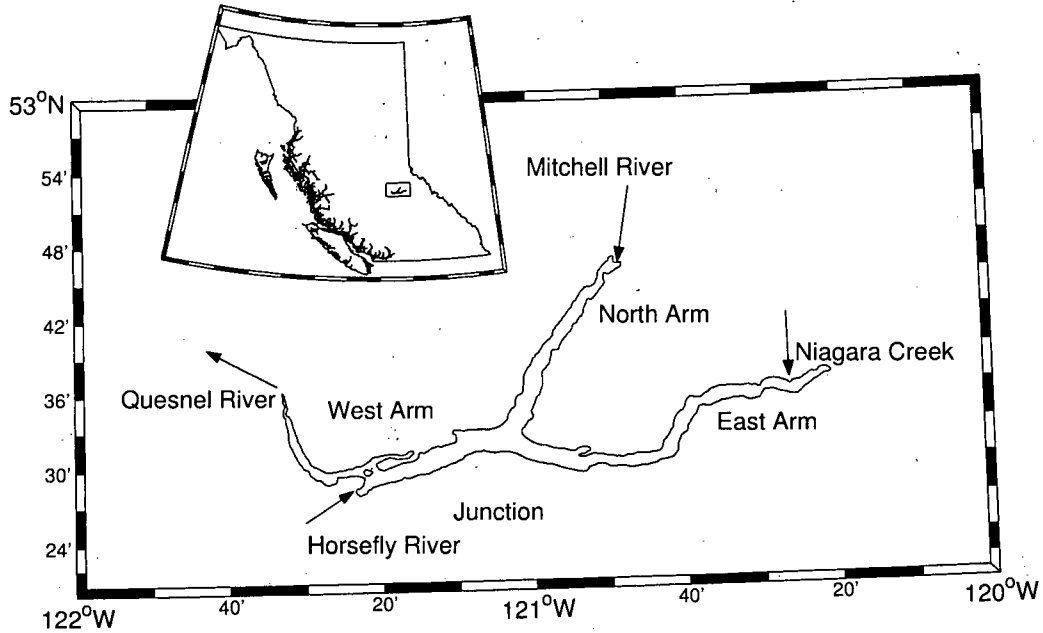 53°N
54'
48'
42'
36'
30'
24'
Mitchell River
North Arm
Niagara Creek
East Arm
Quesnel River
West Arm
Junction
Horsefly River
122°W
40'
20'
121°W
40'
20'
120°W